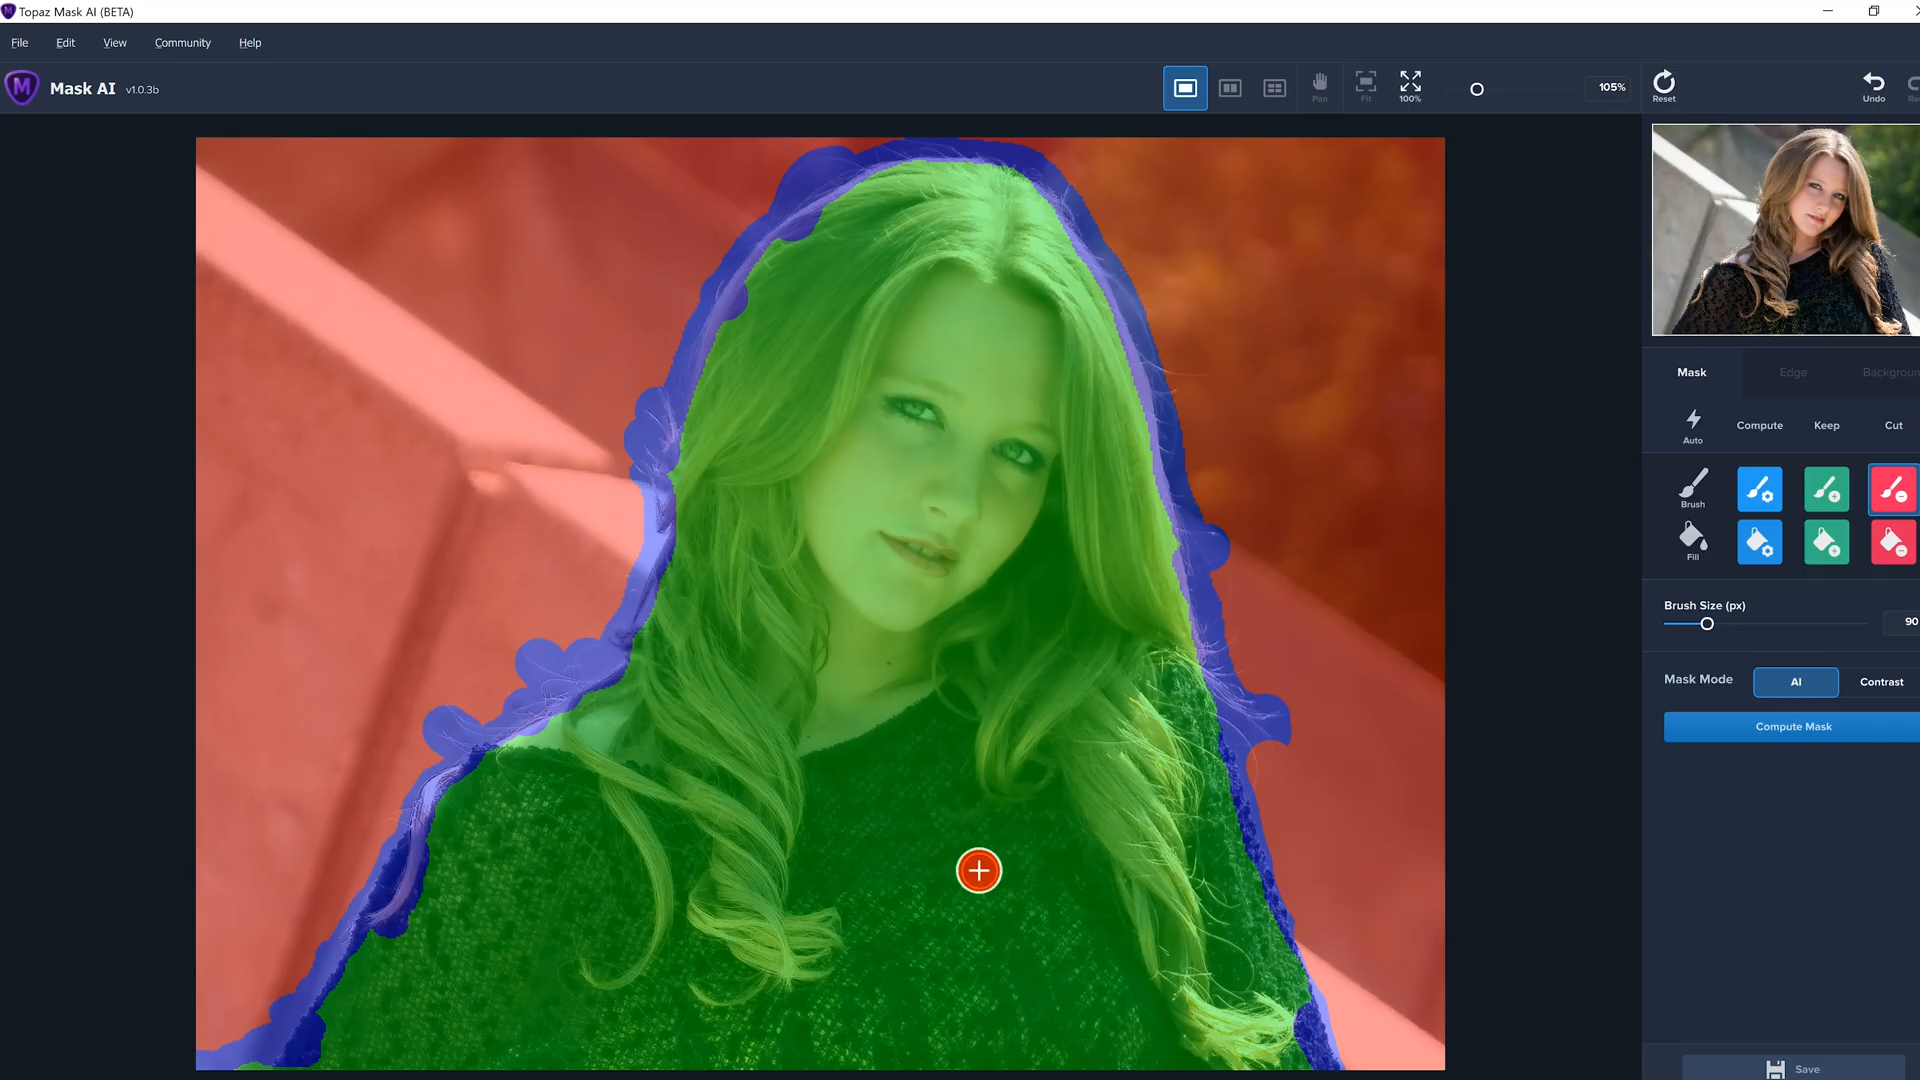 Topaz Mask AI (BETA)
File Edit View Community Help
Mask AI v1.0.3b
Pan
Fit
100%
105%
Reset
Undo
Mask Edge
Auto Compute Keep Cut
Brush
Fill
Brush Size (px)
90
Mask Mode AI Contrast
Compute Mask
Save